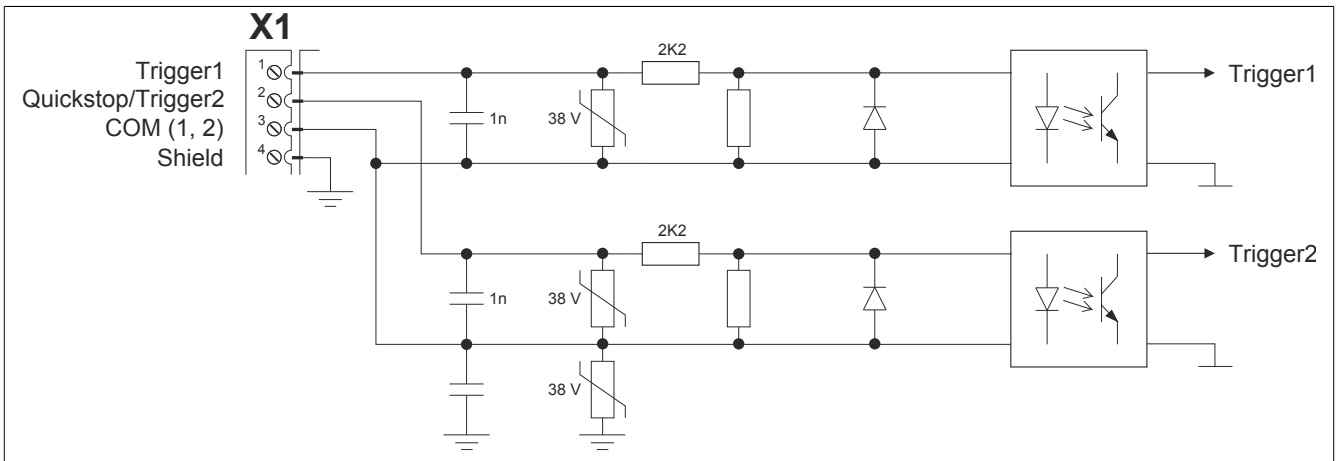 X1
Trigger1
Quickstop/Trigger2
COM (1, 2)
Shield
1
2
3
4
2K2
1n
38 V
Trigger1
2K2
1n
38 V
Trigger2
38 V